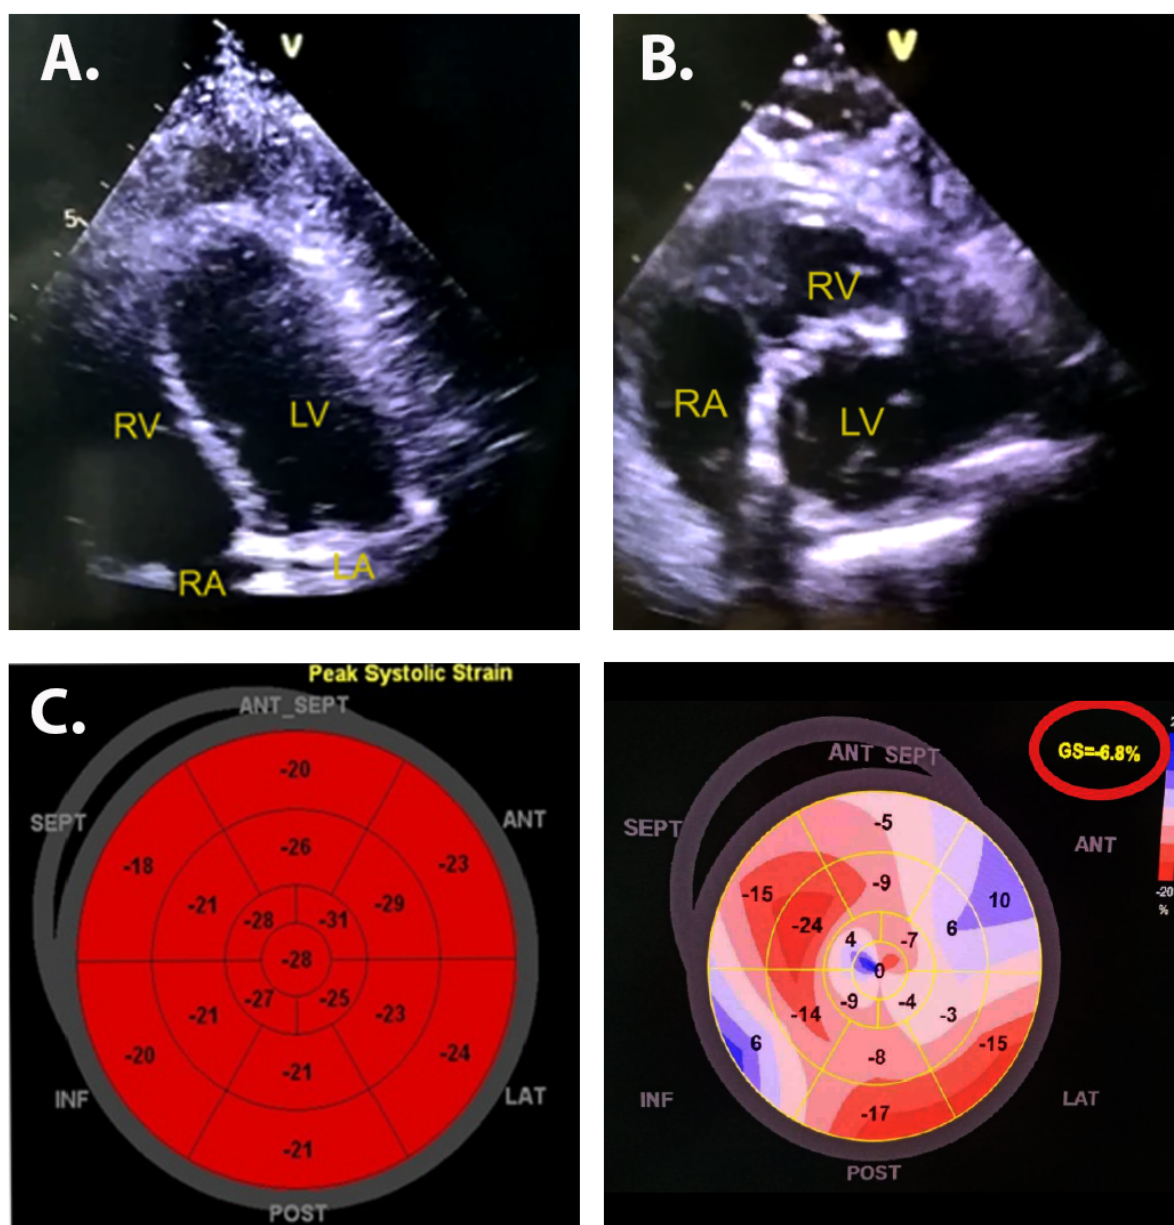 A.
V
5
RV
LV
RA
LA
B.
V
RV
RA
LV
C.
Peak Systolic Strain
ANT_SEPT
SEPT
ANT
-20
-18
-23
-26
-21
-29
-28
-31
-28
-27
-25
-21
-23
-20
-24
-21
INF
LAT
-21
POST
GS=-6.8%
2
ANT SEPT
SEPT
ANT
-20
%
-5
-15
-9
10
-24
6
4
-7
0
-9
-4
-14
-3
6
-8
-15
-17
INF
LAT
POST